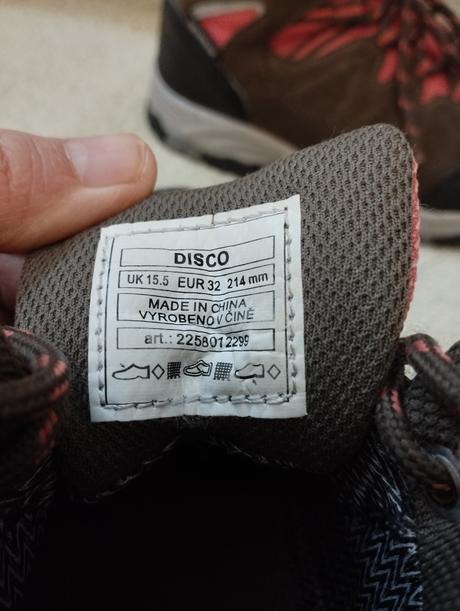 DISCO
UK 15.5 EUR 32 214 mm
MADE IN CHINA
VYROBENO V ČÍNĚ
art.: 2258012299